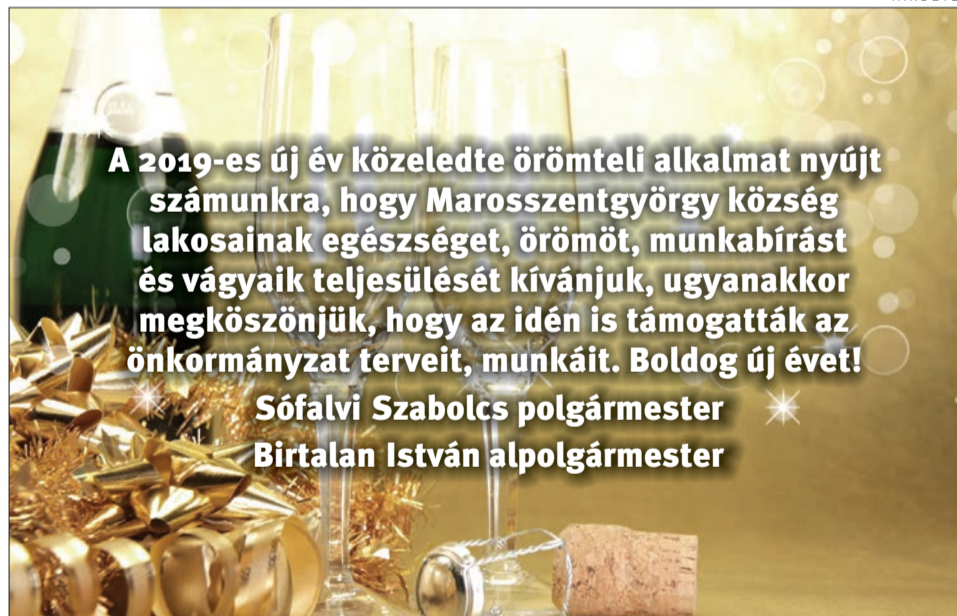 A 2019-es új év közeledte örömteli alkalmat nyújt
számunkra, hogy Marosszentgyörgy község
lakosainak egészséget, örömöt, munkabírást
és vágyaik teljesülését kívánjuk, ugyanakkor
megköszönjük, hogy az idén is támogatták az
önkormányzat terveit, munkáit. Boldog új évet!
Sófalvi Szabolcs polgármester
Birtalan István alpolgármester